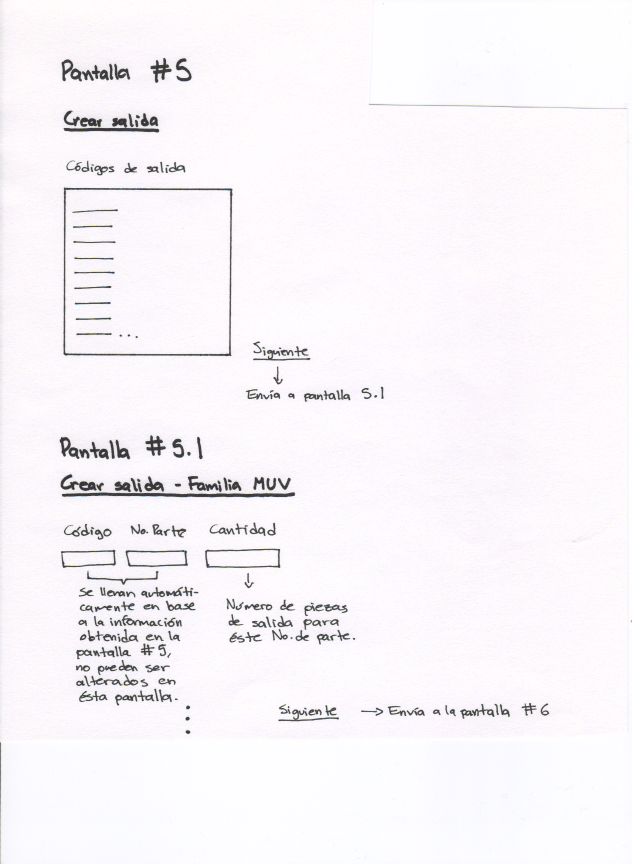 Pantalla #5
Crear salida
Códigos de salida
...
Siguiente
Envía a pantalla 5.1
Pantalla #5.1
Crear salida - Familia MUV
Código No. Parte Cantidad
Se llenan automáti-
camente en base
a la información
obtenida en la
pantalla #5,
no pueden ser
alterados en
ésta pantalla.
Número de piezas
de salida para
éste No. de parte.
Siguiente → Envía a la pantalla #6